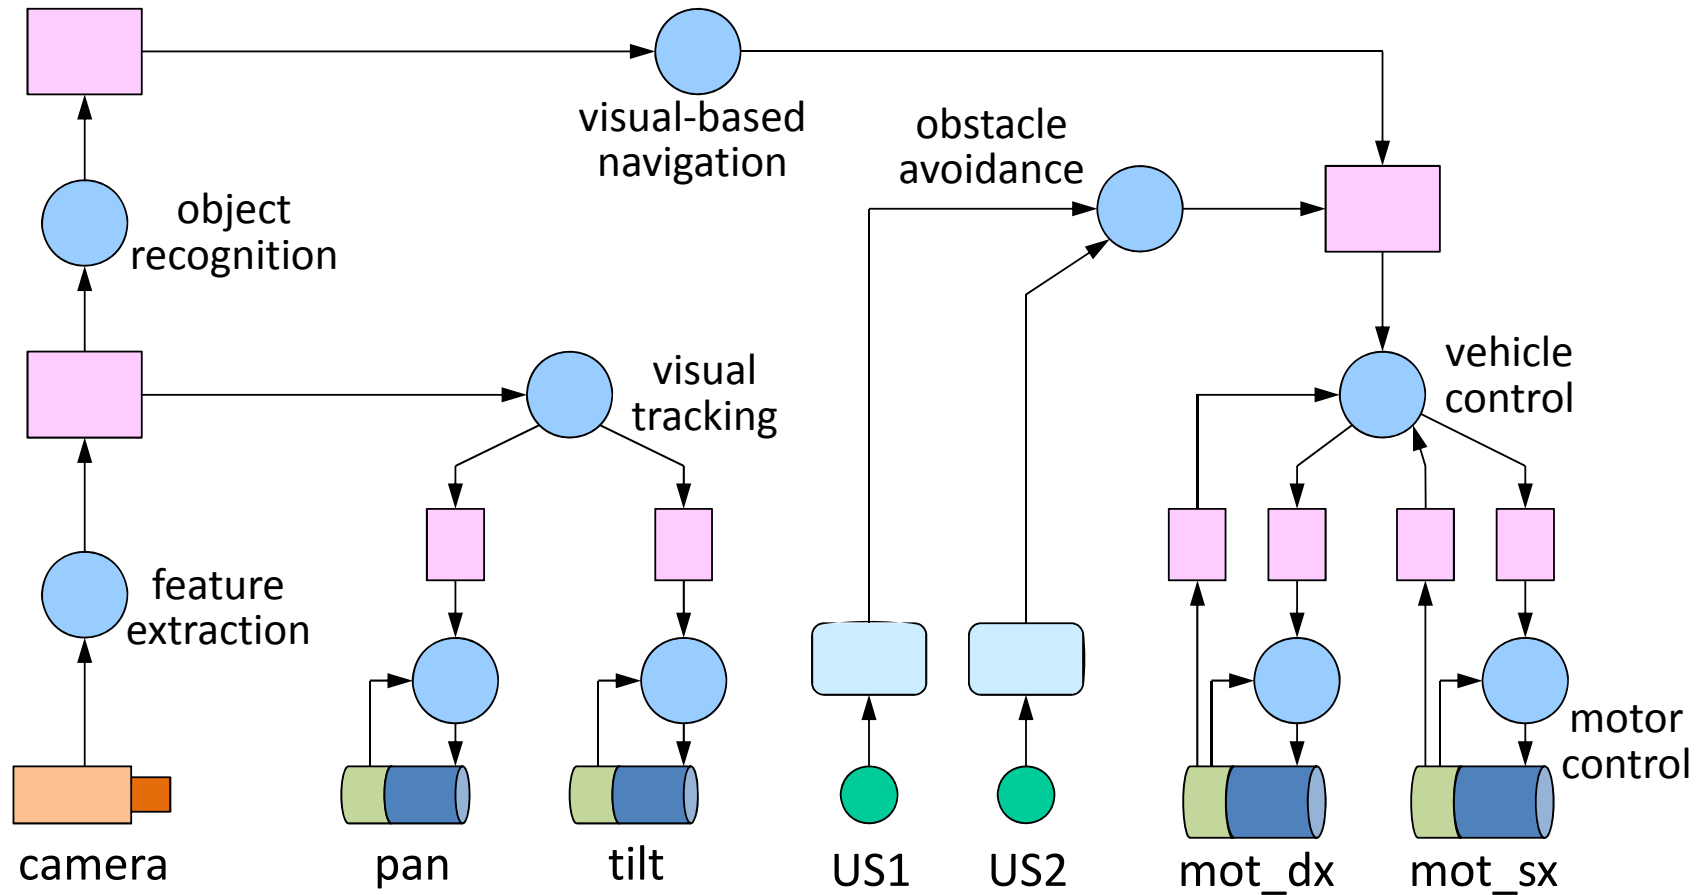 visual-based
navigation
obstacle
avoidance
object
recognition
visual
tracking
vehicle
control
feature
extraction
motor
control
camera
pan
tilt
US1
US2
mot_dx
mot_sx